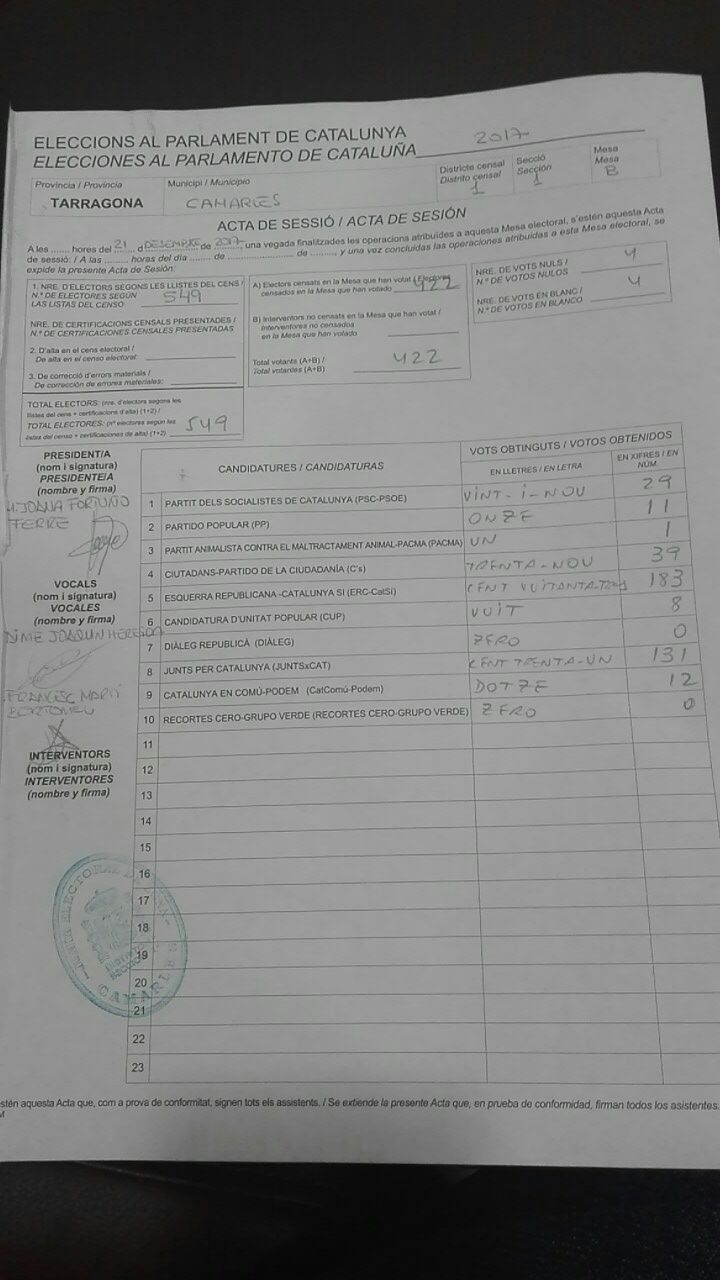 ELECCIONS AL PARLAMENT DE CATALUNYA
ELECCIONES AL PARLAMENTO DE CATALUÑA 2017
Provincia / Provincia
TARRAGONA
Municipi / Municipio
CAMARLES
Districte censal
Distrito censal
1
Secció
Sección
1
Mesa
Mesa
B
ACTA DE SESSIÓ / ACTA DE SESIÓN
A les ....... hores del 21 d DESEMBRE de 2017 una vegada finalitzades les operacions atribuides a aquesta Mesa electoral, s'estén aquesta Acta
de sessió: / A las ........ horas del día ....... de ........................ de ........, y una vez concluidas las operaciones atribuidas a esta Mesa electoral, se
expide la presente Acta de Sesión:
1. NRE. D'ELECTORS SEGONS LES LLISTES DEL CENS /
N.º DE ELECTORES SEGÚN
LAS LISTAS DEL CENSO 549
NRE. DE CERTIFICACIONS CENSALS PRESENTADES /
N.º DE CERTIFICACIONES CENSALES PRESENTADAS
2. D'alta en el cens electoral /
De alta en el censo electoral:
3. De correcció d'errors materials /
De corrección de errores materiales:
TOTAL ELECTORS: (nre. d'electors segons les
llistes del cens + certificacions d'alta) (1+2) /
TOTAL ELECTORES: (nº electores según las
listas del censo + certificaciones de alta) (1+2) 549
A) Electors censats en la Mesa que han votat / Electores
censados en la Mesa que han votado 422
B) Interventors no censats en la Mesa que han votat /
Interventores no censados
en la Mesa que han votado
Total votants (A+B) /
Total votantes (A+B) 422
NRE. DE VOTS NULS /
N.º DE VOTOS NULOS 4
NRE. DE VOTS EN BLANC /
N.º DE VOTOS EN BLANCO 4
PRESIDENT/A
(nom i signatura)
PRESIDENTE/A
(nombre y firma)
M. JOANA FORTUÑO
FERRE
VOCALS
(nom i signatura)
VOCALES
(nombre y firma)
JOAQUIN
FRANCESC MARTÍ
INTERVENTORS
(nom i signatura)
INTERVENTORES
(nombre y firma)
CANDIDATURES / CANDIDATURAS
VOTS OBTINGUTS / VOTOS OBTENIDOS
EN LLETRES / EN LETRA
EN XIFRES / EN NÚM.
1 PARTIT DELS SOCIALISTES DE CATALUNYA (PSC-PSOE) VINT-I-NOU 29
2 PARTIDO POPULAR (PP) ONZE 11
3 PARTIT ANIMALISTA CONTRA EL MALTRACTAMENT ANIMAL-PACMA (PACMA) UN 1
4 CIUTADANS-PARTIDO DE LA CIUDADANÍA (C's) TRENTA-NOU 39
5 ESQUERRA REPUBLICANA -CATALUNYA SI (ERC-CatSI) CENT VUITANTA-TRES 183
6 CANDIDATURA D'UNITAT POPULAR (CUP) VUIT 8
7 DIÀLEG REPUBLICÀ (DIÀLEG) ZERO 0
8 JUNTS PER CATALUNYA (JUNTSxCAT) CENT TRENTA-UN 131
9 CATALUNYA EN COMÚ-PODEM (CatComú-Podem) DOTZE 12
10 RECORTES CERO-GRUPO VERDE (RECORTES CERO-GRUPO VERDE) ZERO 0
11
12
13
14
15
16
17
18
19
20
21
22
23
JUNTA ELECTORAL
CAMARLES
stén aquesta Acta que, com a prova de conformitat, signen tots els assistents. / Se extiende la presente Acta que, en prueba de conformidad, firman todos los asistentes.